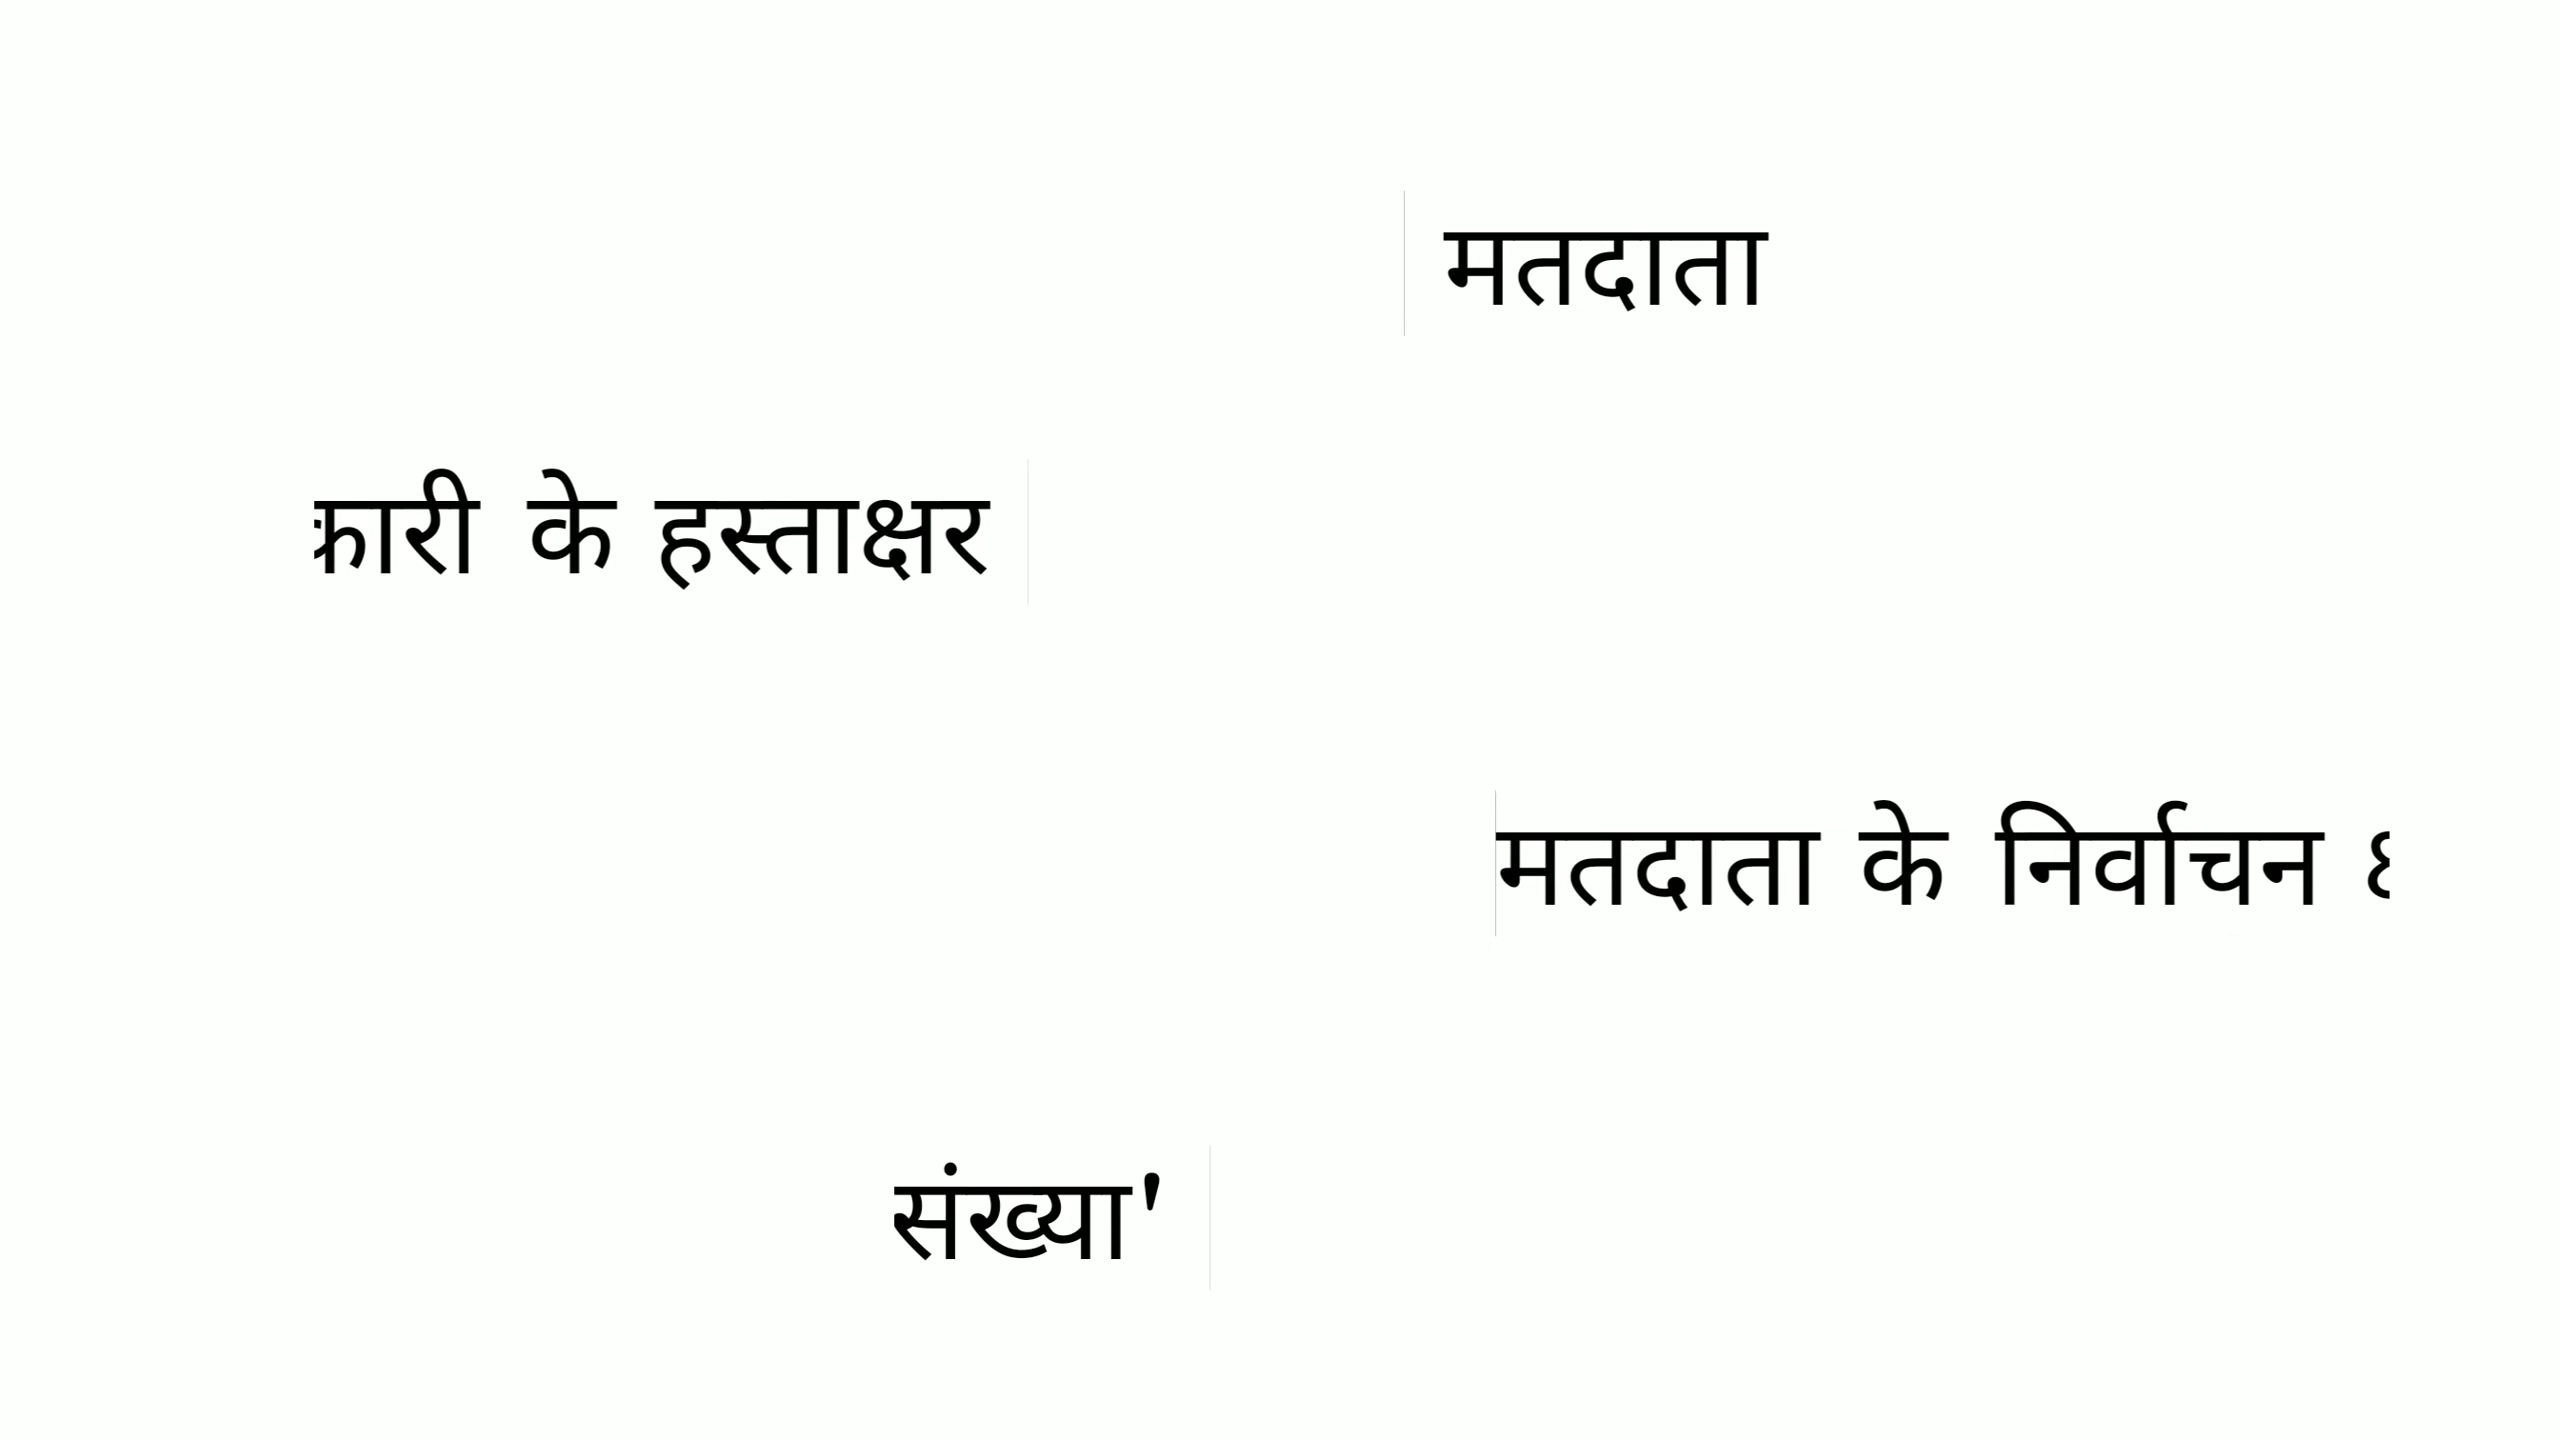 मतदाता
के हस्ताक्षर
मतदाता के निर्वाचन
संख्या'